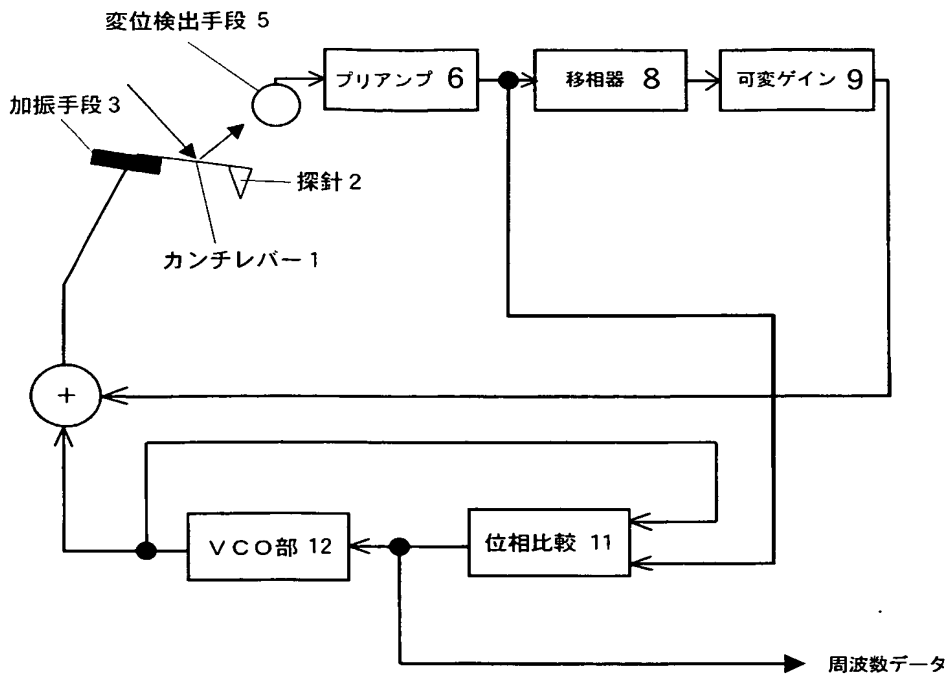 変位検出手段 5
プリアンプ 6
移相器 8
可変ゲイン 9
加振手段 3
探針 2
カンチレバー 1
+
VCO部 12
位相比較 11
周波数データ